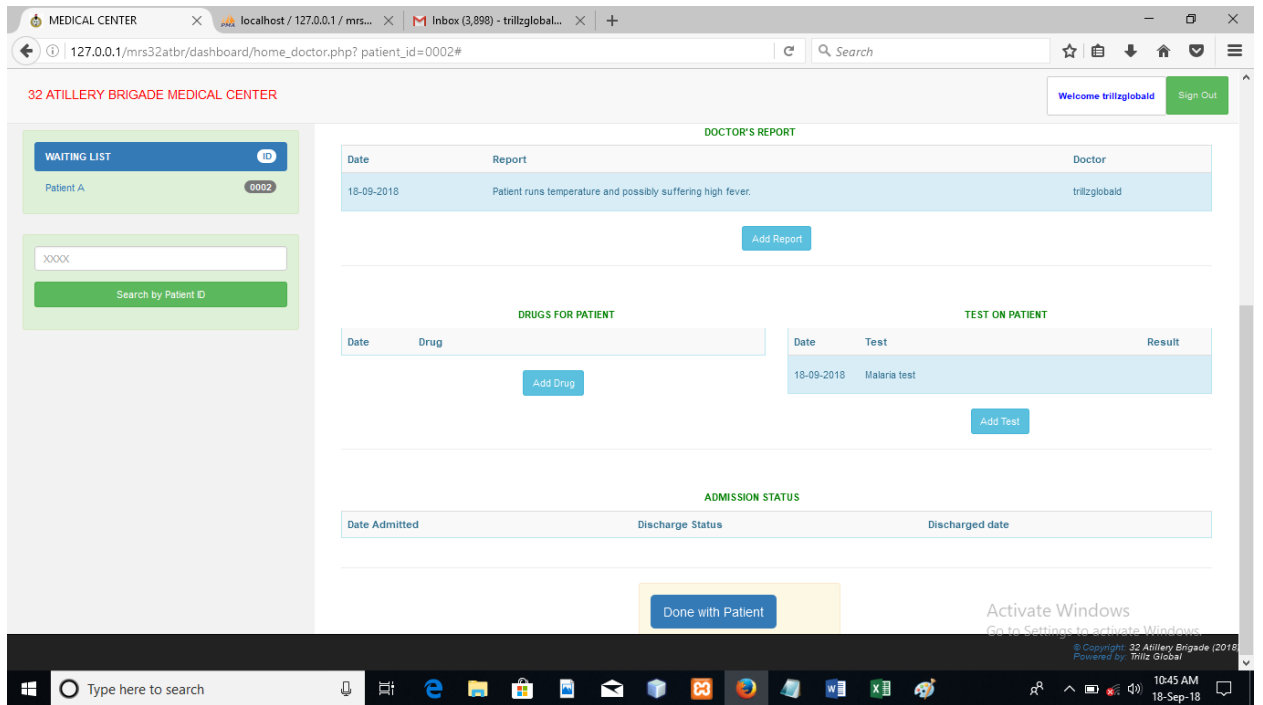 MEDICAL CENTER
localhost / 127.0.0.1 / mrs...
Inbox (3,898) - trillzglobal...
127.0.0.1/mrs32atbr/dashboard/home_doctor.php? patient_id=0002#
Search
32 ATILLERY BRIGADE MEDICAL CENTER
Welcome trillzglobald
Sign Out
WAITING LIST ID
Patient A 0002
XXXX
Search by Patient ID
DOCTOR'S REPORT
Date Report Doctor
18-09-2018 Patient runs temperature and possibly suffering high fever. trillzglobald
Add Report
DRUGS FOR PATIENT
Date Drug
Add Drug
TEST ON PATIENT
Date Test Result
18-09-2018 Malaria test
Add Test
ADMISSION STATUS
Date Admitted Discharge Status Discharged date
Done with Patient
Activate Windows
Go to Settings to activate Windows.
© Copyright: 32 Atillery Brigade (2018)
Powered by: Trillz Global
Type here to search
10:45 AM
18-Sep-18